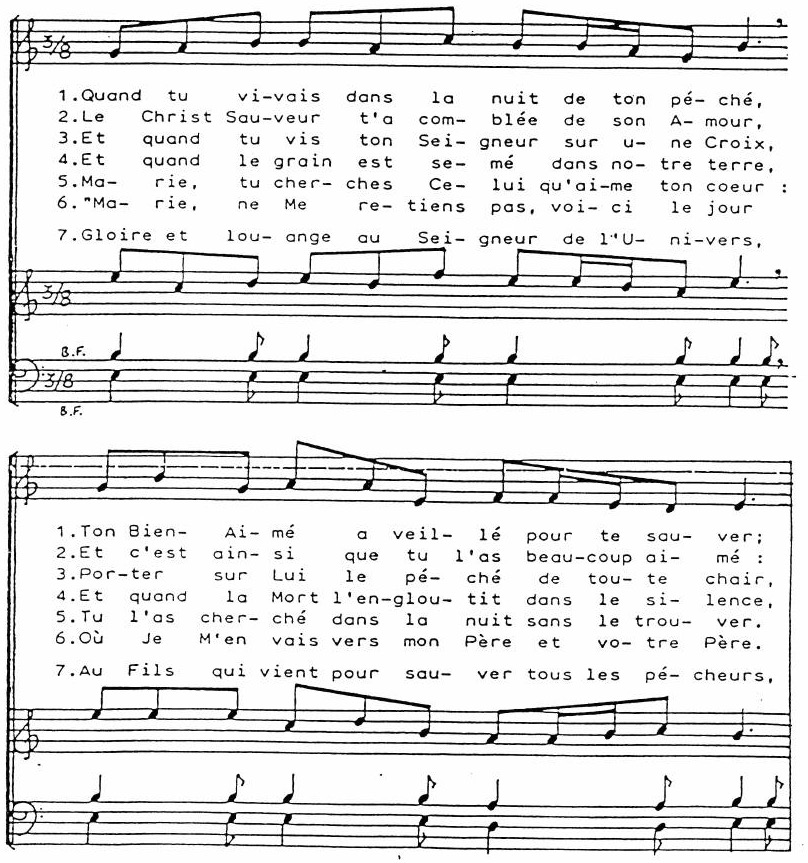 3/8
1.Quand tu vi-vais dans la nuit de ton pé- ché,
2.Le Christ Sau-veur t'a com- blée de son A- mour,
3.Et quand tu vis ton Sei- gneur sur u- ne Croix,
4.Et quand le grain est se- mé dans no- tre terre,
5.Ma- rie, tu cher- ches Ce- lui qu'ai-me ton coeur :
6."Ma- rie, ne Me re- tiens pas, voi- ci le jour
7.Gloire et lou- ange au Sei- gneur de l'U- ni-vers,
3/8
B.F.
3/8
B.F.
1.Ton Bien- Ai- mé a veil- lé pour te sau- ver;
2.Et c'est ain- si que tu l'as beau-coup ai- mé :
3.Por-ter sur Lui le pé- ché de tou- te chair,
4.Et quand la Mort l'en-glou- tit dans le si- lence,
5.Tu l'as cher- ché dans la nuit sans le trou- ver.
6.Où Je M'en vais vers mon Père et vo- tre Père.
7.Au Fils qui vient pour sau- ver tous les pé- cheurs,